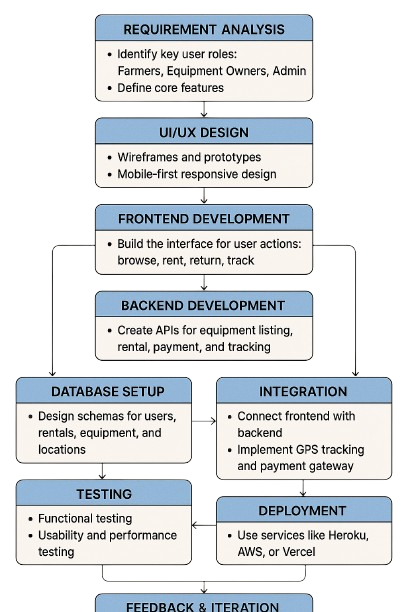 REQUIREMENT ANALYSIS
• Identify key user roles:
Farmers, Equipment Owners, Admin
• Define core features
UI/UX DESIGN
• Wireframes and prototypes
• Mobile-first responsive design
FRONTEND DEVELOPMENT
• Build the interface for user actions:
browse, rent, return, track
BACKEND DEVELOPMENT
• Create APIs for equipment listing,
rental, payment, and tracking
DATABASE SETUP
• Design schemas for users,
rentals, equipment, and
locations
INTEGRATION
• Connect frontend with
backend
• Implement GPS tracking
and payment gateway
TESTING
• Functional testing
• Usability and performance
testing
DEPLOYMENT
• Use services like Heroku,
AWS, or Vercel
FEEDBACK & ITERATION